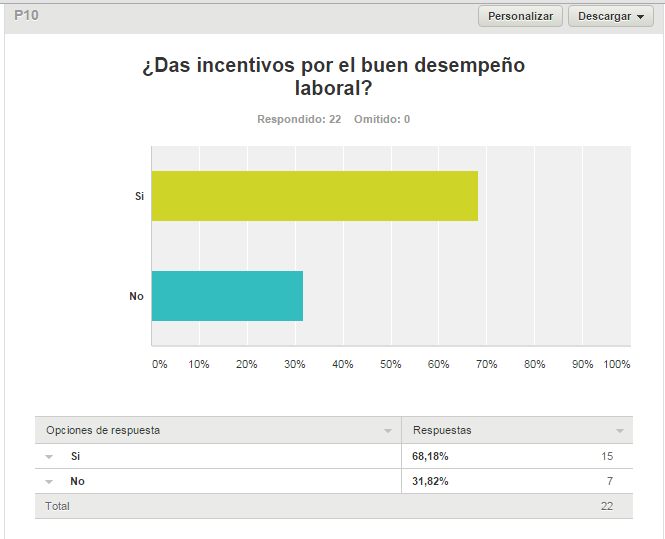 P10
Personalizar Descargar
¿Das incentivos por el buen desempeño
laboral?
Respondido: 22 Omitido: 0
Si
No
0% 10% 20% 30% 40% 50% 60% 70% 80% 90% 100%
Opciones de respuesta Respuestas
Si 68,18% 15
No 31,82% 7
Total 22